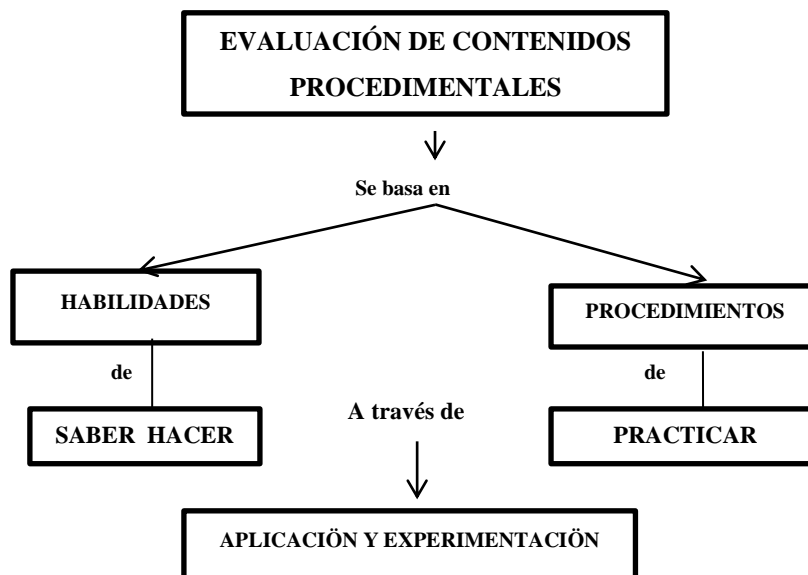 EVALUACIÓN DE CONTENIDOS
PROCEDIMENTALES
Se basa en
HABILIDADES
PROCEDIMIENTOS
de
de
SABER HACER
A través de
PRACTICAR
APLICACIÖN Y EXPERIMENTACIÖN